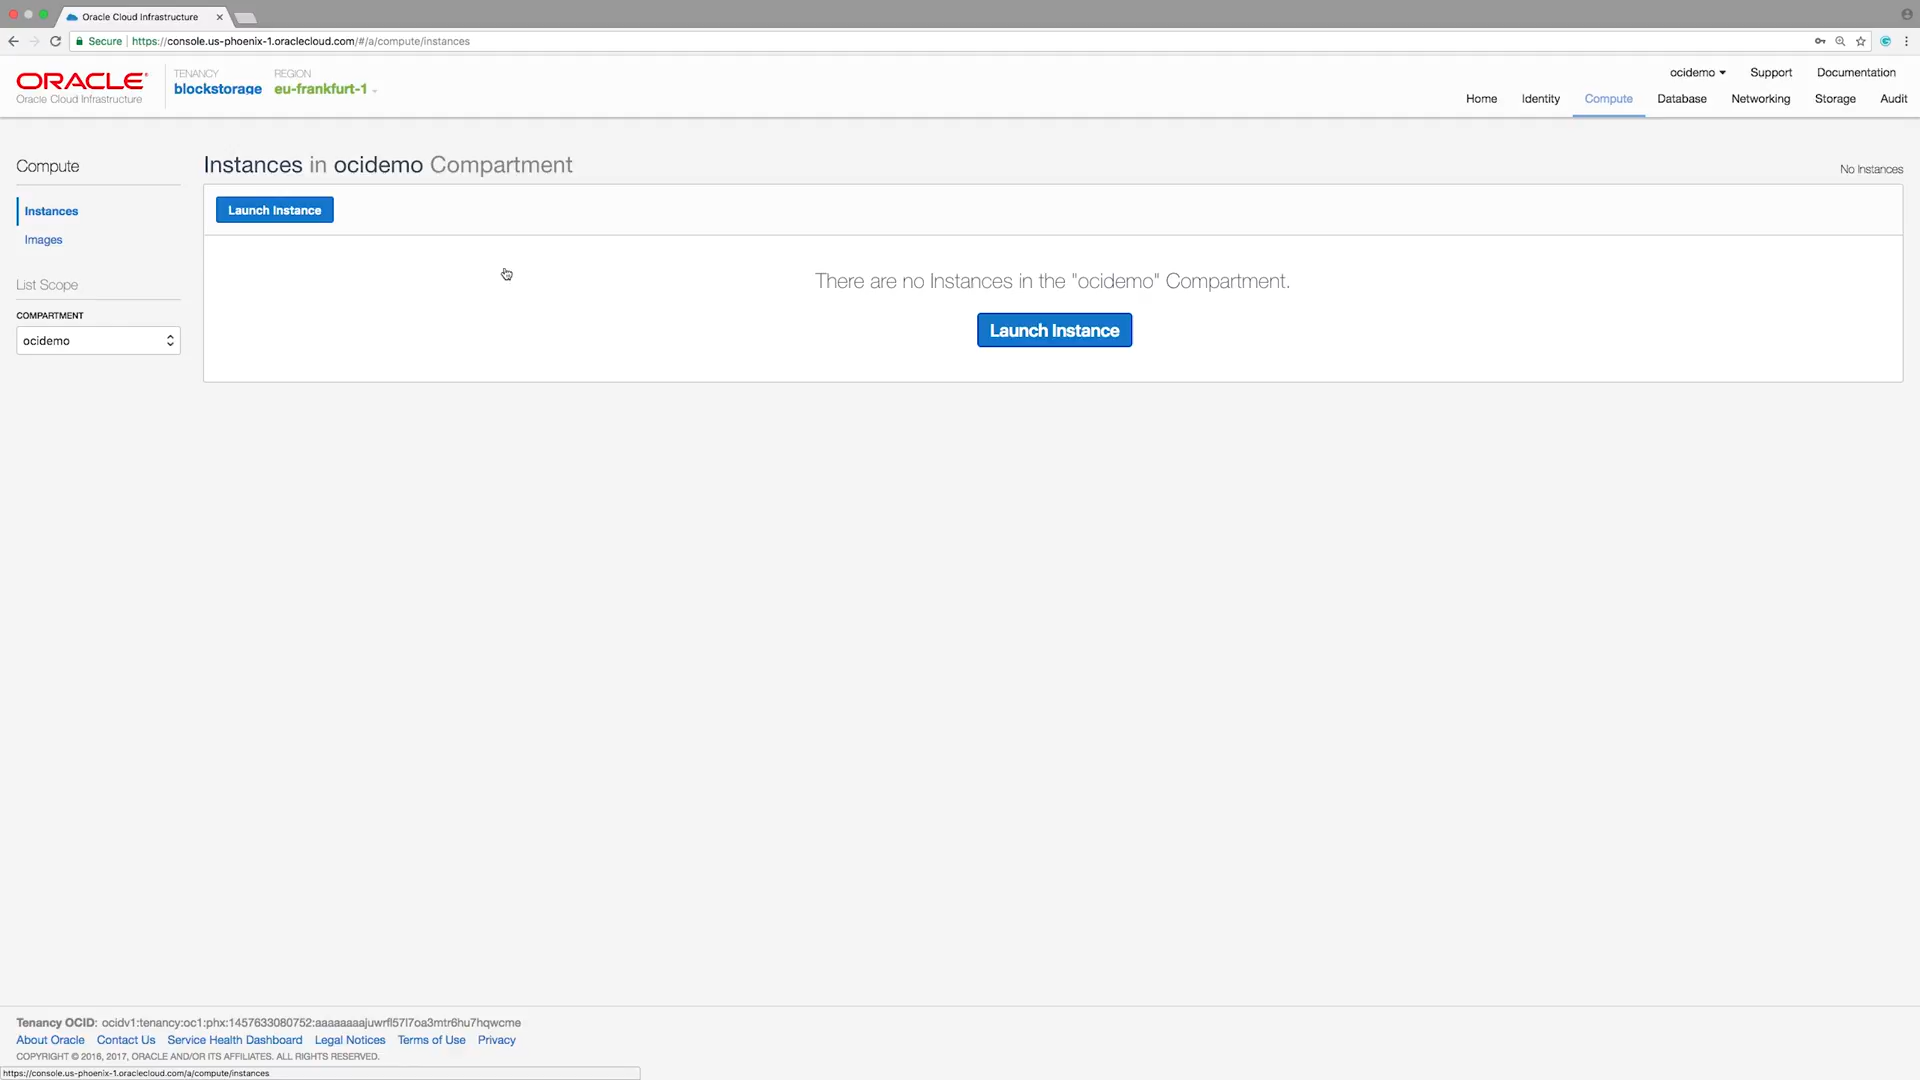 Oracle Cloud Infrastructure
Secure https://console.us-phoenix-1.oraclecloud.com/#/a/compute/instances
ORACLE
Oracle Cloud Infrastructure
TENANCY
blockstorage
REGION
eu-frankfurt-1
ocidemo Support Documentation
Home Identity Compute Database Networking Storage Audit
Compute
Instances
Images
List Scope
COMPARTMENT
ocidemo
Instances in ocidemo Compartment
No Instances
Launch Instance
There are no Instances in the "ocidemo" Compartment.
Launch Instance
Tenancy OCID: ocidv1:tenancy:oc1:phx:1457633080752:aaaaaaaajuwrfl57l7oa3mtr6hu7hqwcme
About Oracle Contact Us Service Health Dashboard Legal Notices Terms of Use Privacy
COPYRIGHT © 2016, 2017, ORACLE AND/OR ITS AFFILIATES. ALL RIGHTS RESERVED.
https://console.us-phoenix-1.oraclecloud.com/a/compute/instances